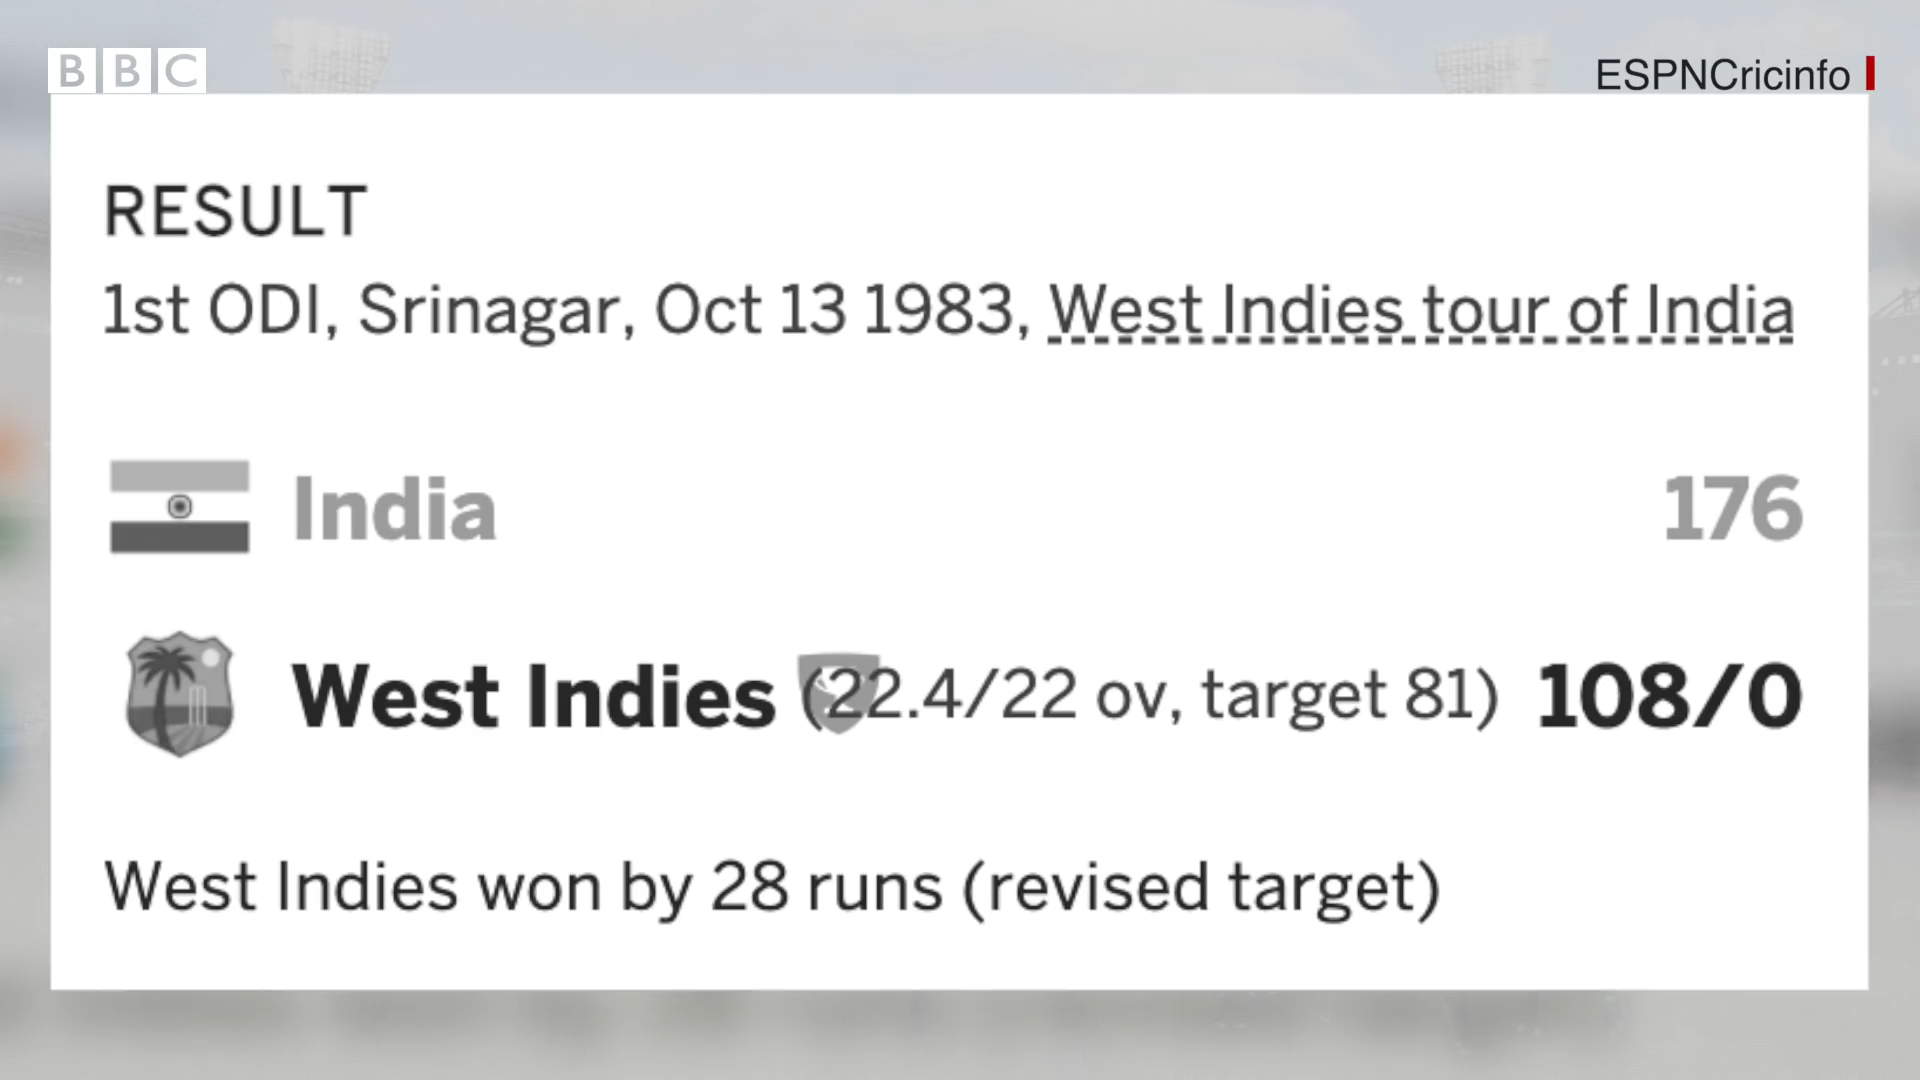 BBC
ESPNCricinfo
RESULT
1st ODI, Srinagar, Oct 13 1983, West Indies tour of India
India 176
West Indies (22.4/22 ov, target 81) 108/0
West Indies won by 28 runs (revised target)